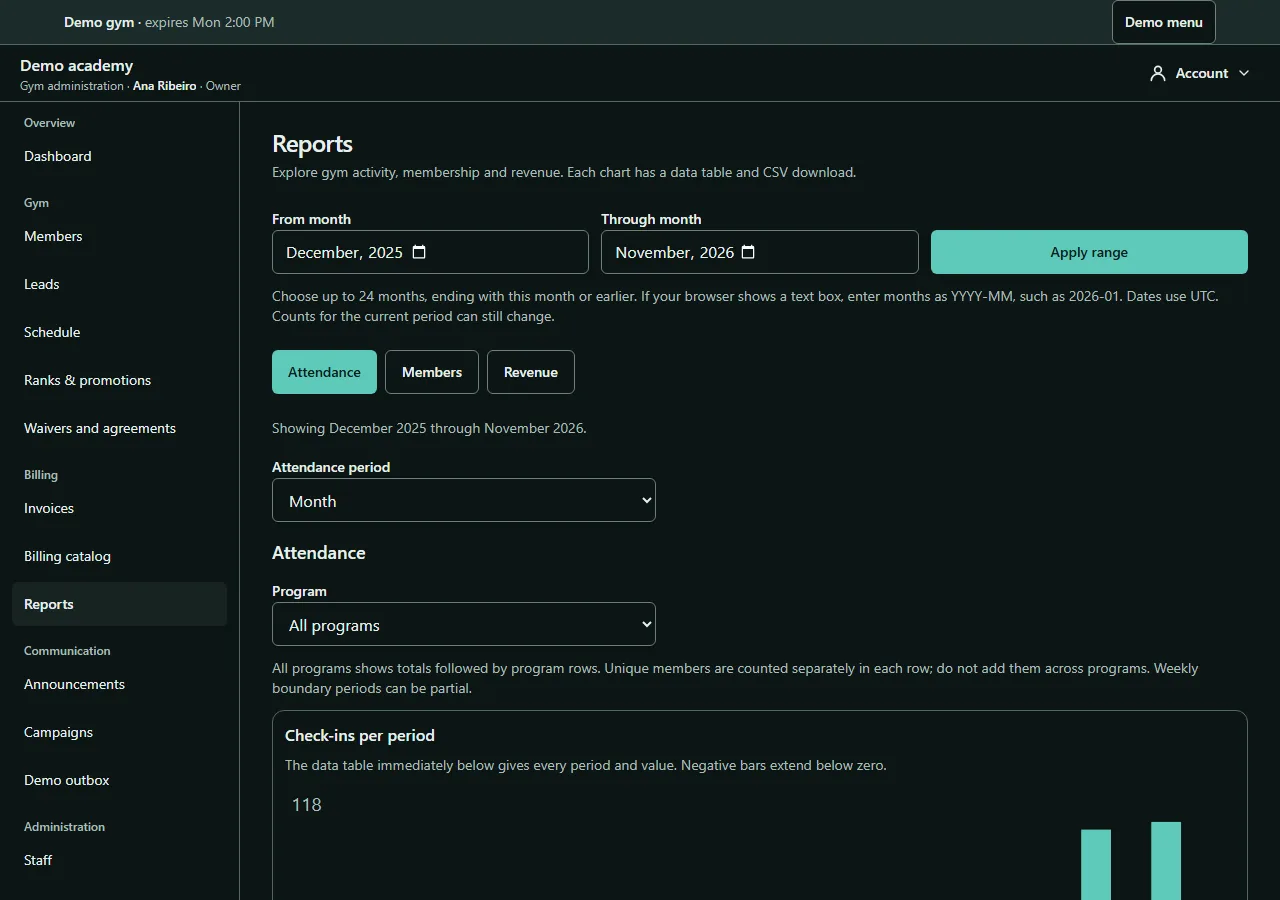 Demo gym · expires Mon 2:00 PM
Demo menu
Demo academy
Gym administration · Ana Ribeiro · Owner
Account
Overview
Dashboard
Gym
Members
Leads
Schedule
Ranks & promotions
Waivers and agreements
Billing
Invoices
Billing catalog
Reports
Communication
Announcements
Campaigns
Demo outbox
Administration
Staff
Reports
Explore gym activity, membership and revenue. Each chart has a data table and CSV download.
From month
December, 2025
Through month
November, 2026
Apply range
Choose up to 24 months, ending with this month or earlier. If your browser shows a text box, enter months as YYYY-MM, such as 2026-01. Dates use UTC.
Counts for the current period can still change.
Attendance
Members
Revenue
Showing December 2025 through November 2026.
Attendance period
Month
Attendance
Program
All programs
All programs shows totals followed by program rows. Unique members are counted separately in each row; do not add them across programs. Weekly
boundary periods can be partial.
Check-ins per period
The data table immediately below gives every period and value. Negative bars extend below zero.
118